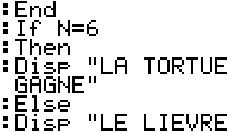 :End
:If N=6
:Then
:Disp "LA TORTUE
GAGNE"
:Else
:Disp "LE LIEVRE